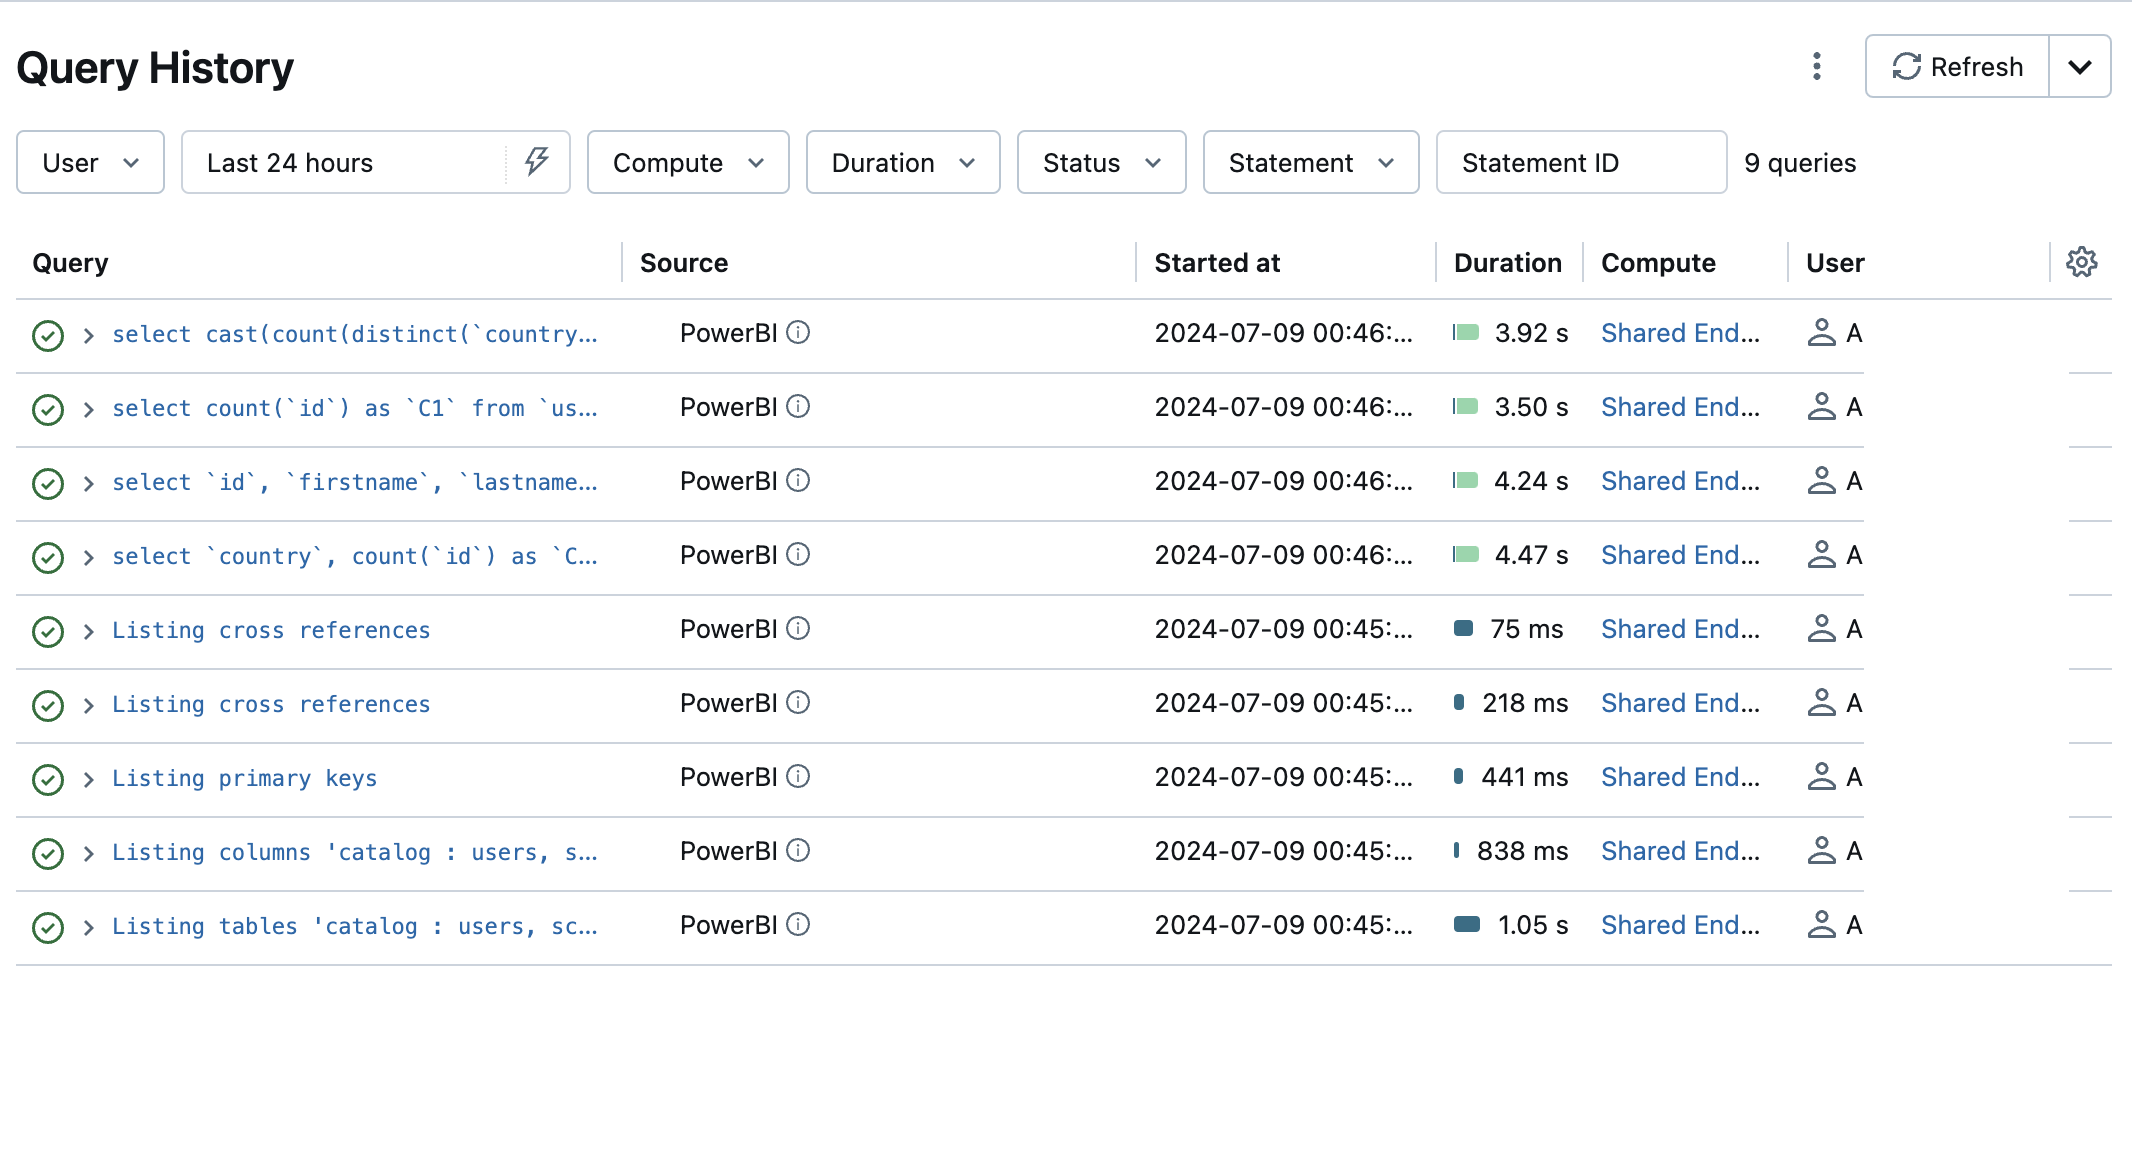 Query History
Refresh
User Last 24 hours Compute Duration Status Statement Statement ID 9 queries
Query Source Started at Duration Compute User
select cast(count(distinct(`country... PowerBI 2024-07-09 00:46:... 3.92 s Shared End... A
select count(`id`) as `C1` from `us... PowerBI 2024-07-09 00:46:... 3.50 s Shared End... A
select `id`, `firstname`, `lastname... PowerBI 2024-07-09 00:46:... 4.24 s Shared End... A
select `country`, count(`id`) as `C... PowerBI 2024-07-09 00:46:... 4.47 s Shared End... A
Listing cross references PowerBI 2024-07-09 00:45:... 75 ms Shared End... A
Listing cross references PowerBI 2024-07-09 00:45:... 218 ms Shared End... A
Listing primary keys PowerBI 2024-07-09 00:45:... 441 ms Shared End... A
Listing columns 'catalog : users, s... PowerBI 2024-07-09 00:45:... 838 ms Shared End... A
Listing tables 'catalog : users, sc... PowerBI 2024-07-09 00:45:... 1.05 s Shared End... A